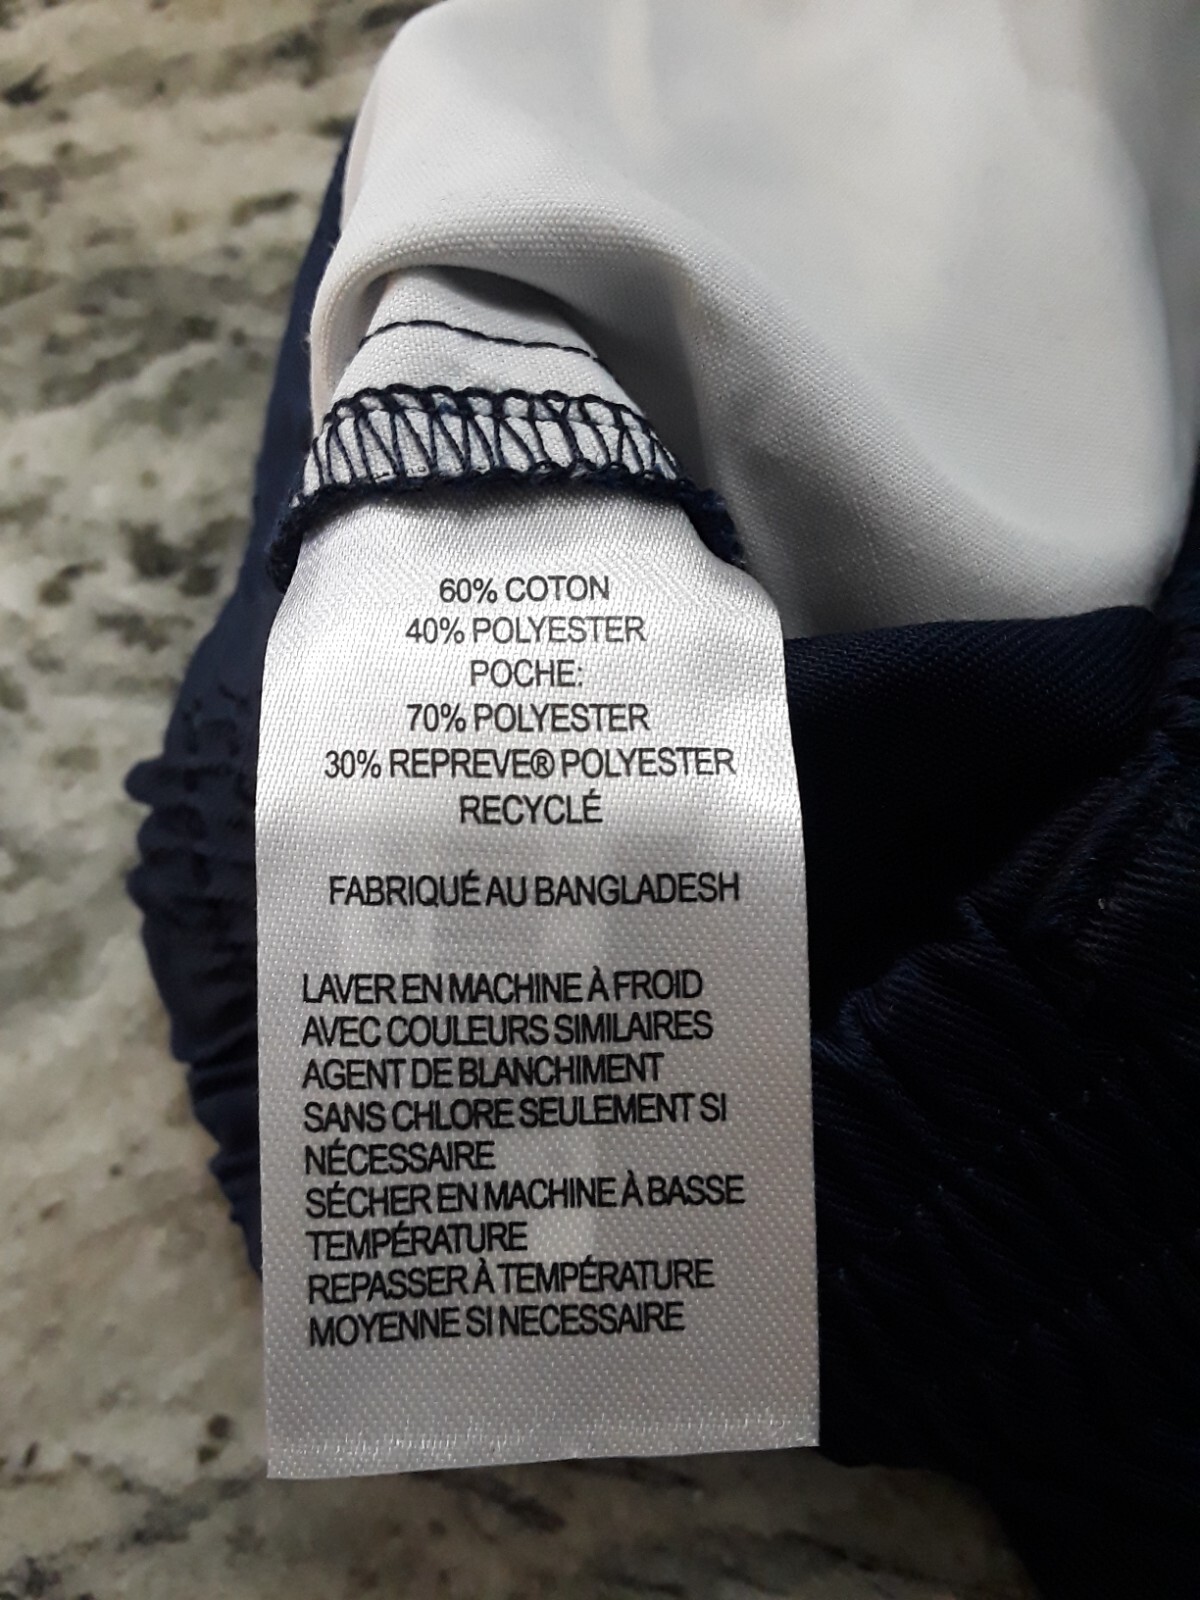 60% COTON
40% POLYESTER
POCHE:
70% POLYESTER
30% REPREVE® POLYESTER
RECYCLÉ
FABRIQUÉ AU BANGLADESH
LAVER EN MACHINE À FROID
AVEC COULEURS SIMILAIRES
AGENT DE BLANCHIMENT
SANS CHLORE SEULEMENT SI
NÉCESSAIRE
SÉCHER EN MACHINE À BASSE
TEMPÉRATURE
REPASSER À TEMPÉRATURE
MOYENNE SI NECESSAIRE